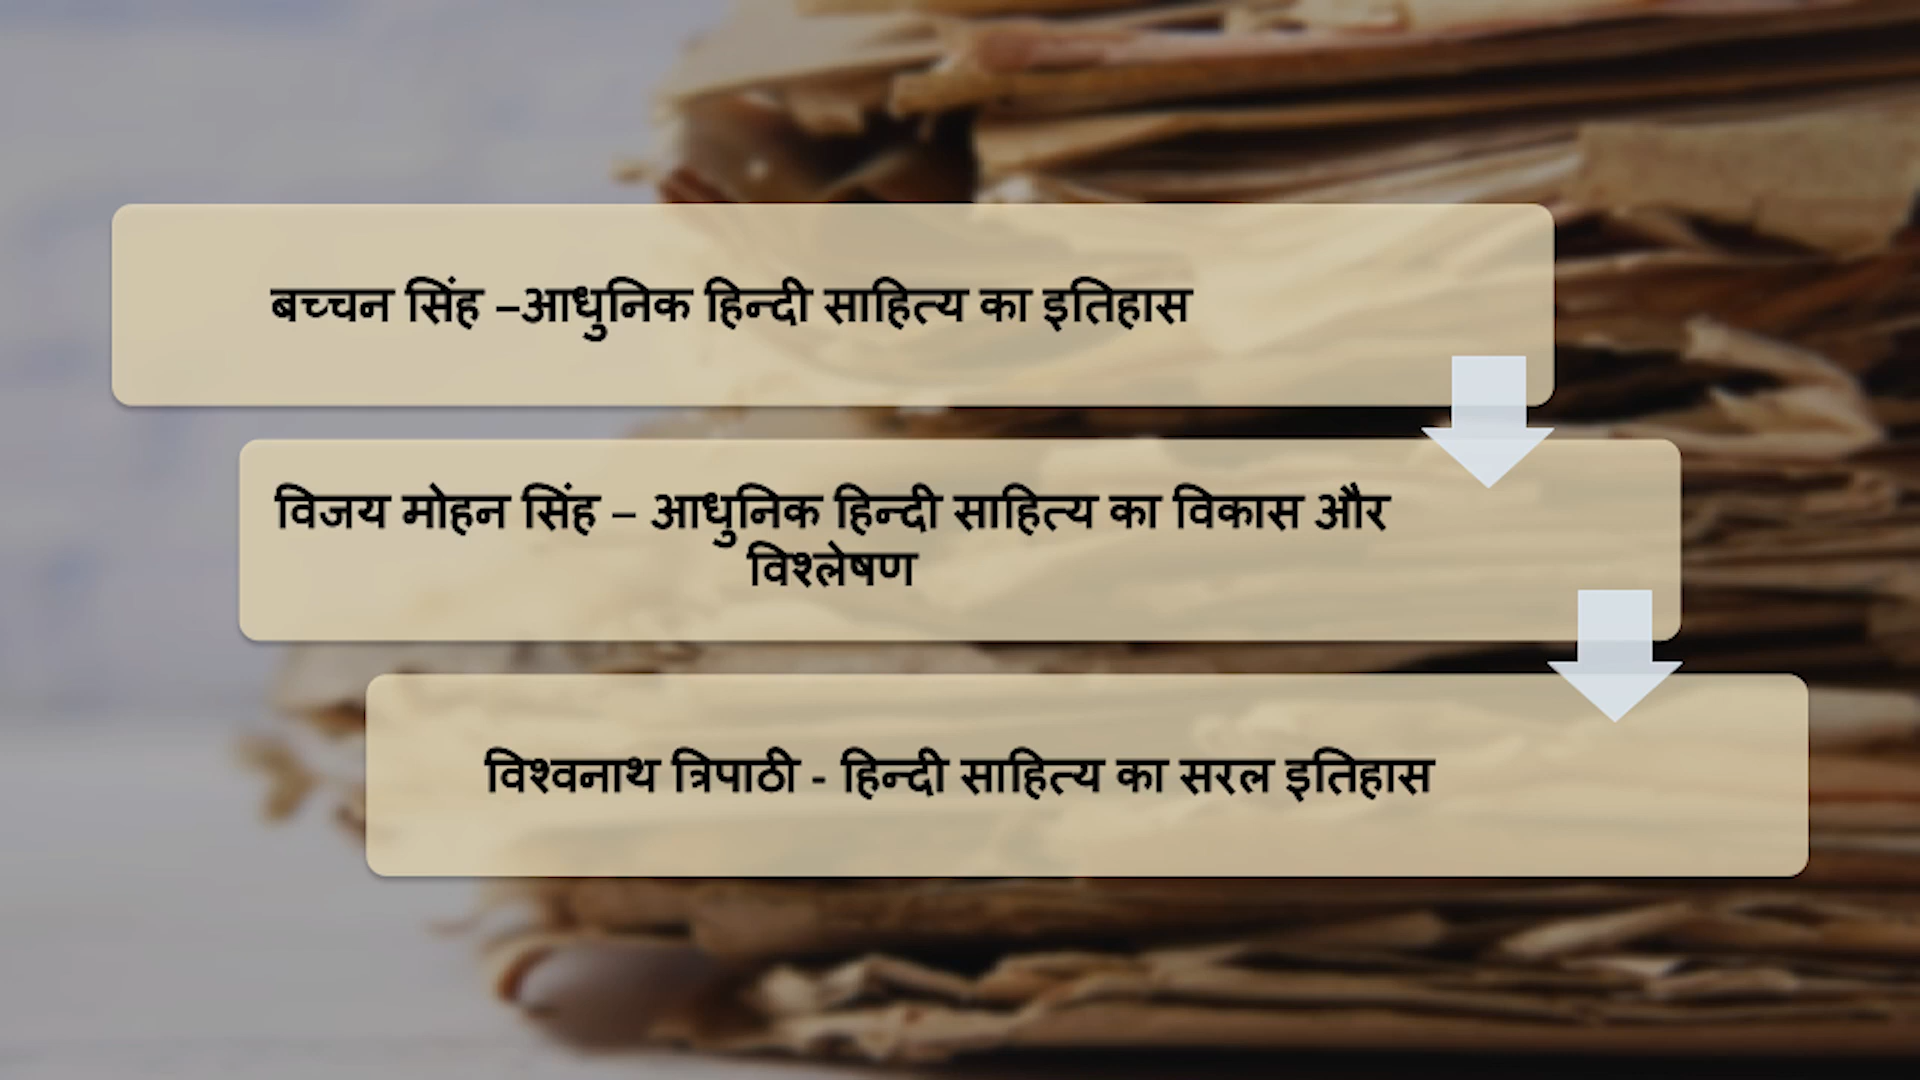 बच्चन सिंह –आधुनिक हिन्दी साहित्य का इतिहास
विजय मोहन सिंह – आधुनिक हिन्दी साहित्य का विकास और
विश्लेषण
विश्वनाथ त्रिपाठी - हिन्दी साहित्य का सरल इतिहास